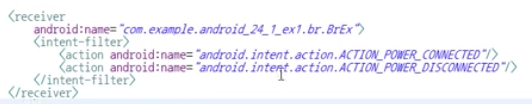 <receiver
android:name="com.example.android_24_1_ex1.br.BrEx">
<intent-filter>
<action android:name="android.intent.action.ACTION_POWER_CONNECTED"/>
<action android:name="android.intent.action.ACTION_POWER_DISCONNECTED"/>
</intent-filter>
</receiver>